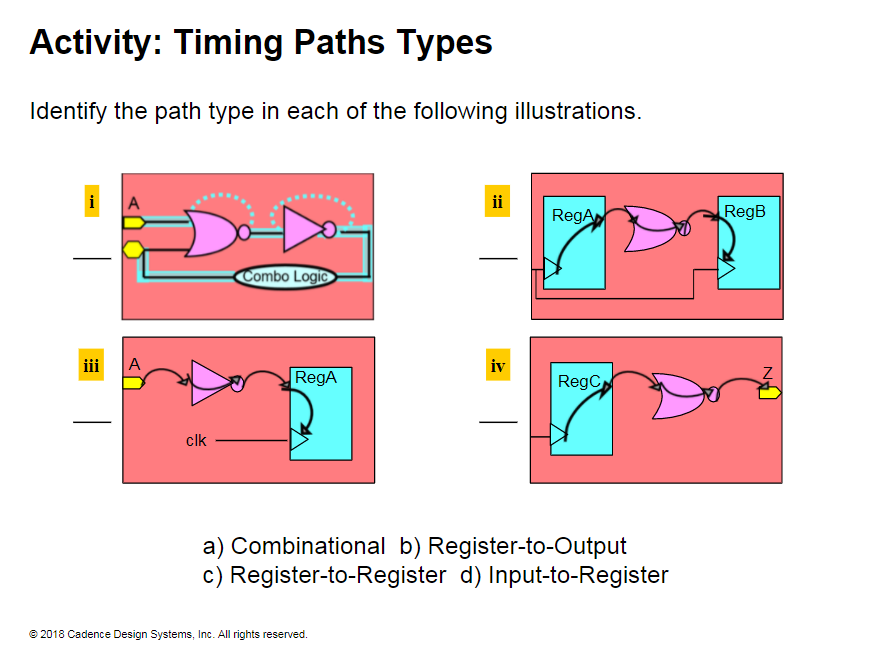 Activity: Timing Paths Types
Identify the path type in each of the following illustrations.
i
A
Combo Logic
ii
RegA
RegB
iii
A
RegA
clk
iv
RegC
Z
a) Combinational b) Register-to-Output
c) Register-to-Register d) Input-to-Register
© 2018 Cadence Design Systems, Inc. All rights reserved.